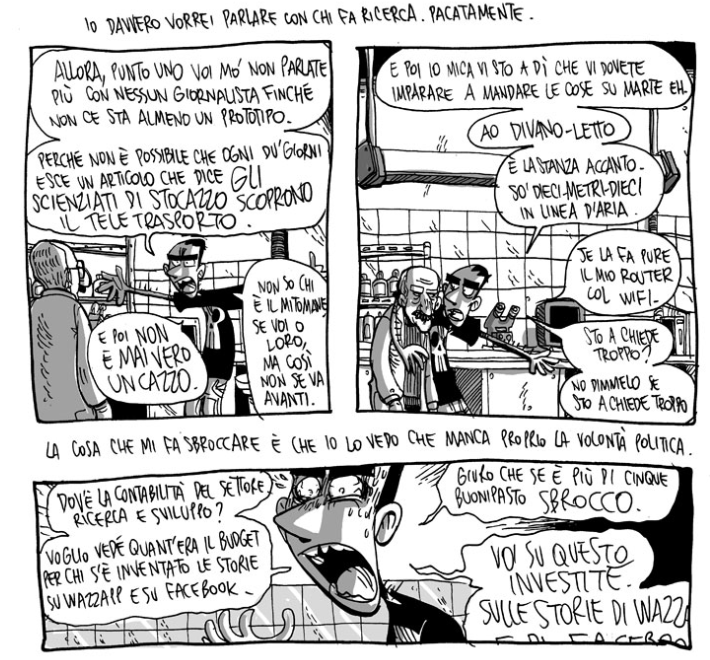 IO DAVVERO VORREI PARLARE CON CHI FA RICERCA. PACATAMENTE.
ALLORA, PUNTO UNO VOI MO' NON PARLATE
PIÙ CON NESSUN GIORNALISTA FINCHÉ
NON CE STA ALMENO UN PROTOTIPO.
PERCHÉ NON È POSSIBILE CHE OGNI DU' GIORNI
ESCE UN ARTICOLO CHE DICE GLI
SCIENZIATI DI STOCAZZO SCOPRONO
IL TELETRASPORTO.
E POI NON
È MAI VERO
UN CAZZO.
NON SO CHI
È IL MITOMANE,
SE VOI O
LORO,
MA COSÌ
NON SE VA
AVANTI.
E POI IO MICA VI STO A DÌ CHE VI DOVETE
IMPARARE A MANDARE LE COSE SU MARTE EH.
AO DIVANO-LETTO
È LA STANZA ACCANTO.
SO' DIECI-METRI-DIECI
IN LINEA D'ARIA.
JE LA FA PURE
IL MIO ROUTER
COL WIFI.
STO A CHIEDE
TROPPO?
NO DIMMELO SE
STO A CHIEDE TROPPO
LA COSA CHE MI FA SBROCCARE È CHE IO LO VEDO CHE MANCA PROPRIO LA VOLONTÀ POLITICA.
DOV'È LA CONTABILITÀ DEL SETTORE
RICERCA E SVILUPPO?
VOGLIO VEDÉ QUANT'ERA IL BUDGET
PER CHI S'È INVENTATO LE STORIE
SU WAZZAPP E SU FACEBOOK.
GIURO CHE SE È PIÙ DI CINQUE
BUONIPASTO SBROCCO.
VOI SU QUESTO
INVESTITE.
SULLE STORIE DI WAZZA